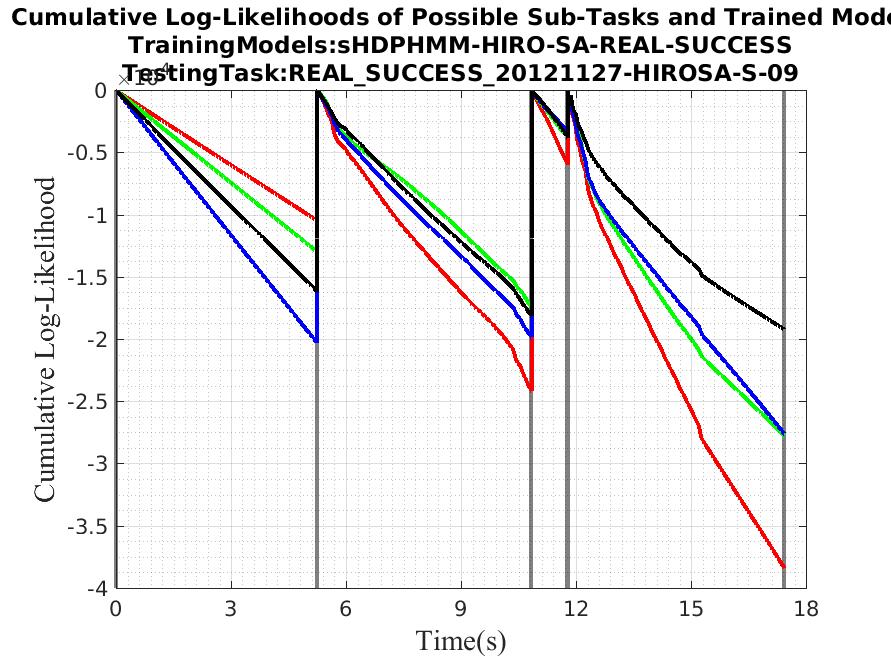 Cumulative Log-Likelihoods of Possible Sub-Tasks and Trained Mode
TrainingModels:sHDPHMM-HIRO-SA-REAL-SUCCESS
TestingTask:REAL_SUCCESS_20121127-HIROSA-S-09
×10⁴
0
-0.5
-1
-1.5
-2
-2.5
-3
-3.5
-4
Cumulative Log-Likelihood
0 3 6 9 12 15 18
Time(s)